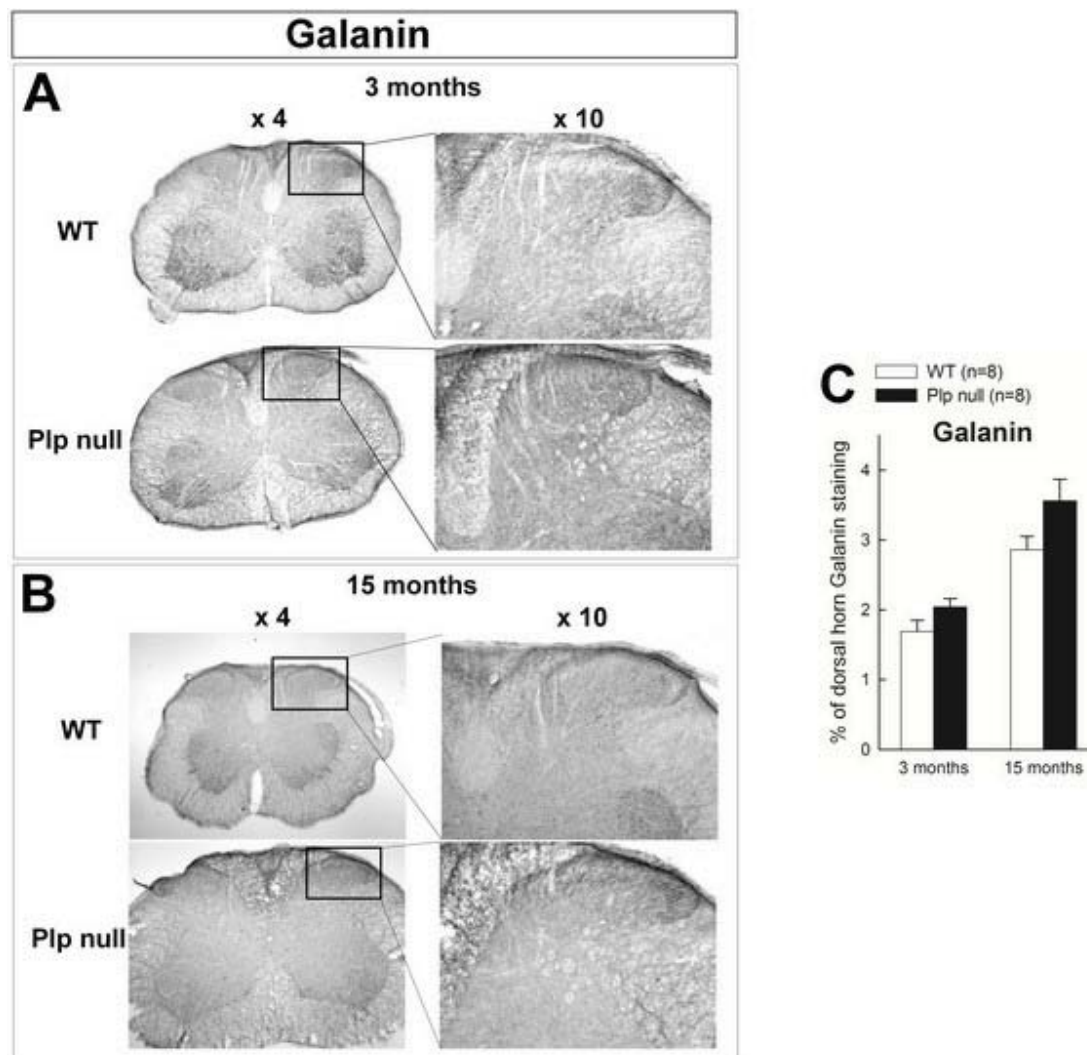 Galanin
A
3 months
x 4
x 10
WT
Plp null
B
15 months
x 4
x 10
WT
Plp null
C
WT (n=8)
Plp null (n=8)
Galanin
% of dorsal horn Galanin staining
4
3
2
1
0
3 months
15 months